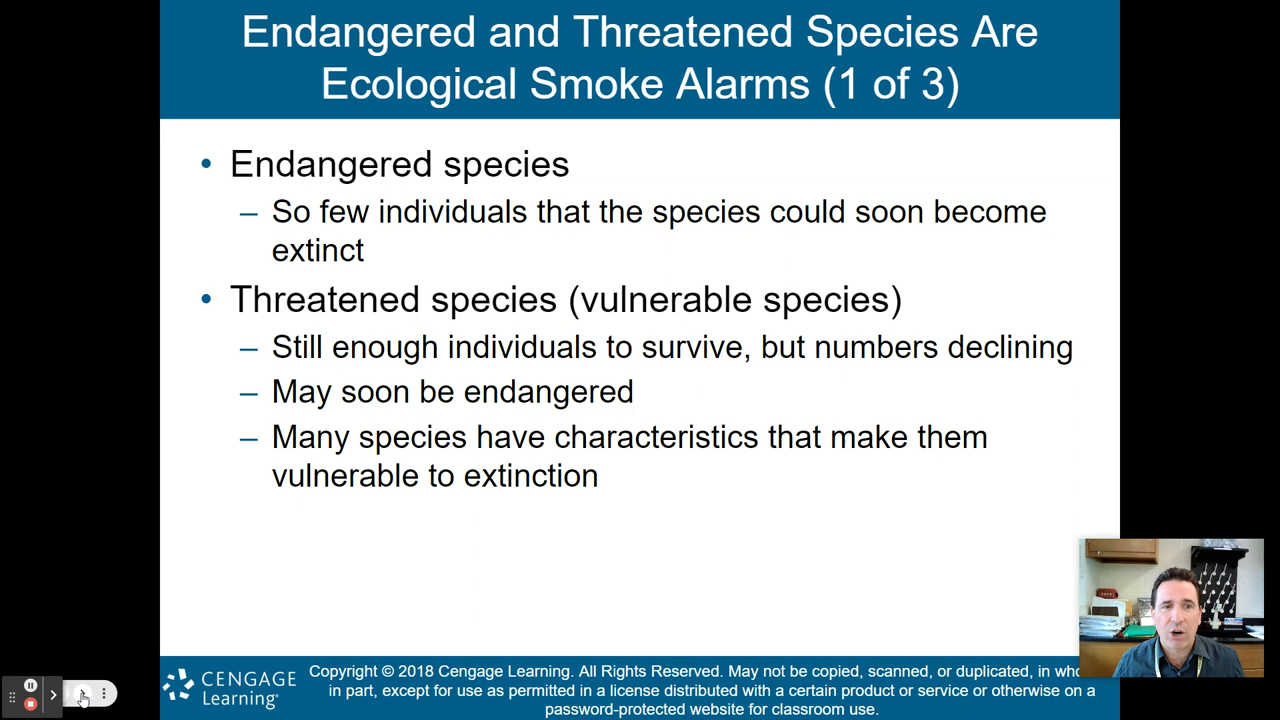 Endangered and Threatened Species Are
Ecological Smoke Alarms (1 of 3)
• Endangered species
– So few individuals that the species could soon become
extinct
• Threatened species (vulnerable species)
– Still enough individuals to survive, but numbers declining
– May soon be endangered
– Many species have characteristics that make them
vulnerable to extinction
CENGAGE
Learning®
Copyright © 2018 Cengage Learning. All Rights Reserved. May not be copied, scanned, or duplicated, in
in part, except for use as permitted in a license distributed with a certain product or service or otherwise on a
password-protected website for classroom use.